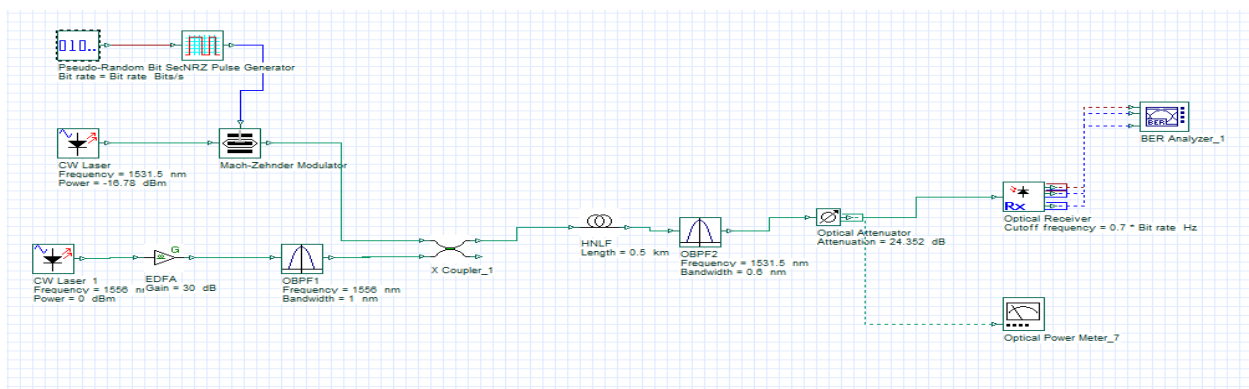 010..
Pseudo-Random Bit Sec
NRZ Pulse Generator
Bit rate = Bit rate Bits/s
CW Laser
Frequency = 1531.5 nm
Power = -16.78 dBm
Mach-Zehnder Modulator
CW Laser 1
Frequency = 1556 nr
Power = 0 dBm
G
EDFA
Gain = 30 dB
OBPF1
Frequency = 1556 nm
Bandwidth = 1 nm
X Coupler_1
HNLF
Length = 0.5 km
OBPF2
Frequency = 1531.5 nm
Bandwidth = 0.6 nm
Optical Attenuator
Attenuation = 24.352 dB
Rx
Optical Receiver
Cutoff frequency = 0.7 * Bit rate Hz
BER
BER Analyzer_1
Optical Power Meter_7